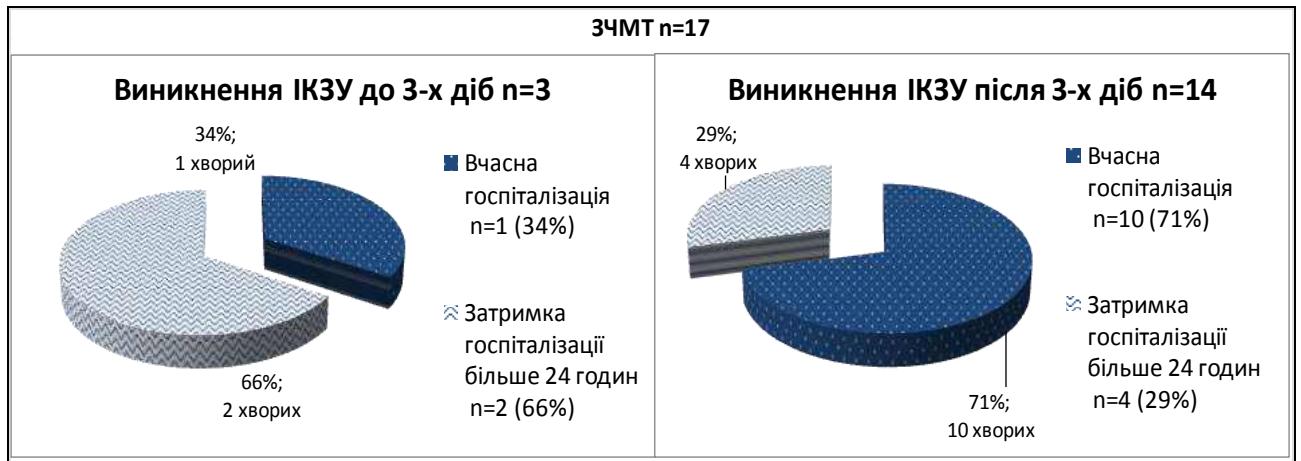 ЗЧМТ n=17
Виникнення ІКЗУ до 3-х діб n=3
34%;
1 хворий
66%;
2 хворих
Вчасна
госпіталізація
n=1 (34%)
Затримка
госпіталізації
більше 24 годин
n=2 (66%)
Виникнення ІКЗУ після 3-х діб n=14
29%;
4 хворих
71%;
10 хворих
Вчасна
госпіталізація
n=10 (71%)
Затримка
госпіталізації
більше 24 годин
n=4 (29%)